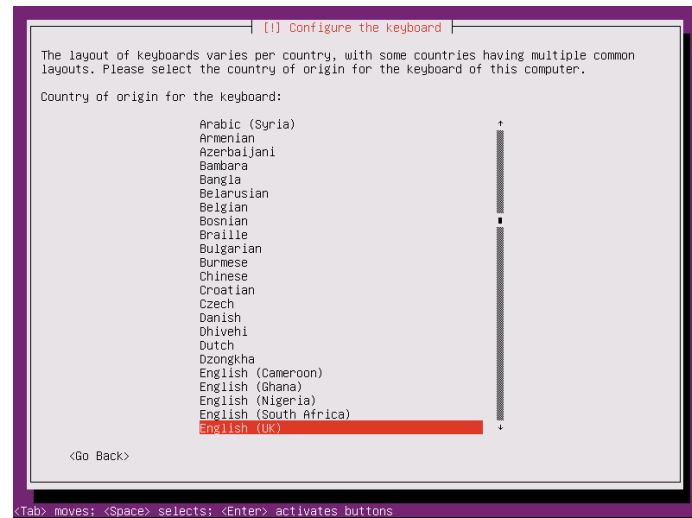 [!] Configure the keyboard
The layout of keyboards varies per country, with some countries having multiple common
layouts. Please select the country of origin for the keyboard of this computer.
Country of origin for the keyboard:
Arabic (Syria)
Armenian
Azerbaijani
Bambara
Bangla
Belarusian
Belgian
Bosnian
Braille
Bulgarian
Burmese
Chinese
Croatian
Czech
Danish
Dhivehi
Dutch
Dzongkha
English (Cameroon)
English (Ghana)
English (Nigeria)
English (South Africa)
English (UK)
<Go Back>
<Tab> moves; <Space> selects; <Enter> activates buttons